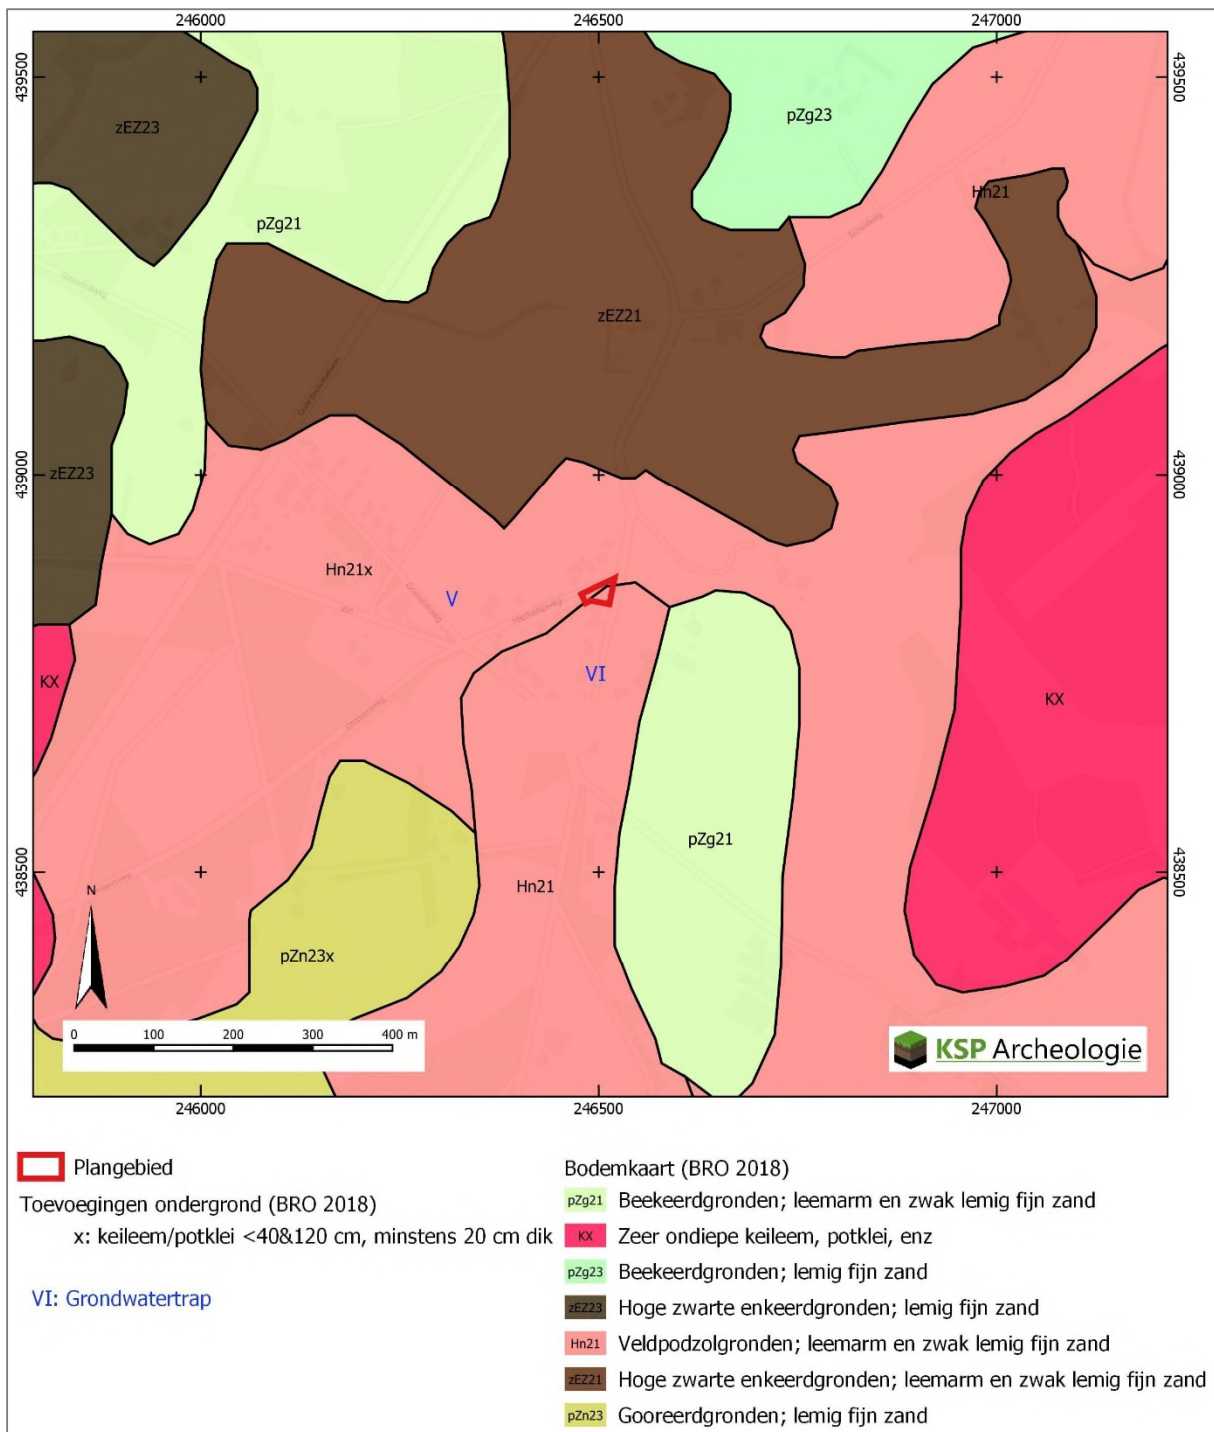 246000 246500 247000
439500 439500
zEZ23
pZg23
Hn21
pZg21
Schoolweg
zEZ21
439000 439000
zEZ23
Hn21x
V
VI
KX
KX
pZg21
438500 438500
Hn21
pZn23x
N
0 100 200 300 400 m
KSP Archeologie
246000 246500 247000
Plangebied
Toevoegingen ondergrond (BRO 2018)
x: keileem/potklei <40&120 cm, minstens 20 cm dik
VI: Grondwatertrap
Bodemkaart (BRO 2018)
pZg21 Beekeerdgronden; leemarm en zwak lemig fijn zand
KX Zeer ondiepe keileem, potklei, enz
pZg23 Beekeerdgronden; lemig fijn zand
zEZ23 Hoge zwarte enkeerdgronden; lemig fijn zand
Hn21 Veldpodzolgronden; leemarm en zwak lemig fijn zand
zEZ21 Hoge zwarte enkeerdgronden; leemarm en zwak lemig fijn zand
pZn23 Gooreerdgronden; lemig fijn zand